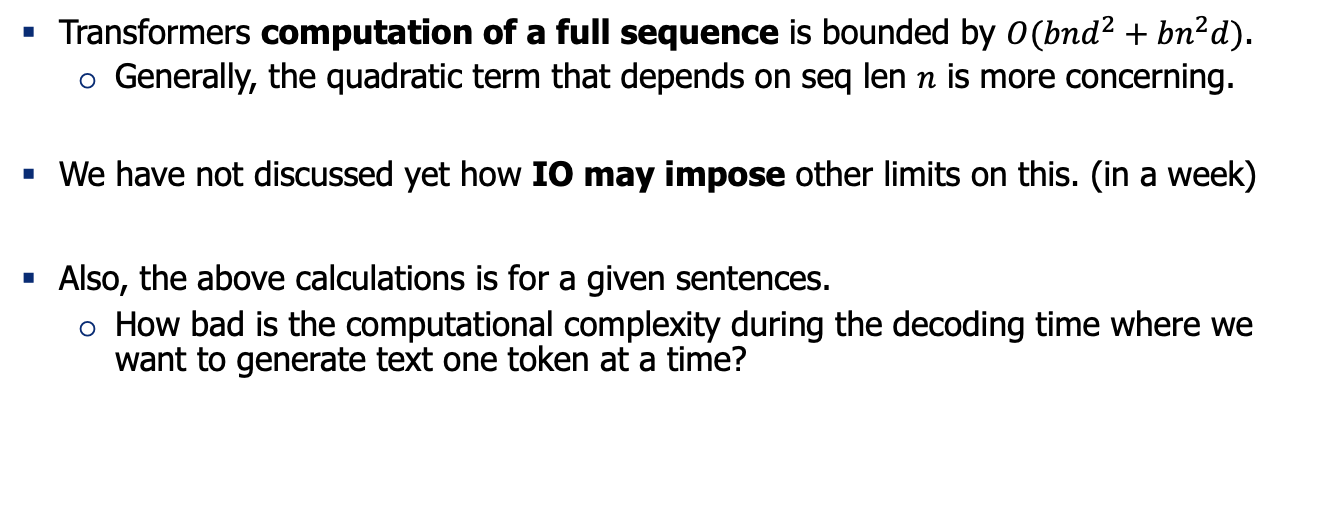 ▪ Transformers computation of a full sequence is bounded by 𝑂(𝑏𝑛𝑑² + 𝑏𝑛²𝑑).
o Generally, the quadratic term that depends on seq len 𝑛 is more concerning.
▪ We have not discussed yet how IO may impose other limits on this. (in a week)
▪ Also, the above calculations is for a given sentences.
o How bad is the computational complexity during the decoding time where we
want to generate text one token at a time?